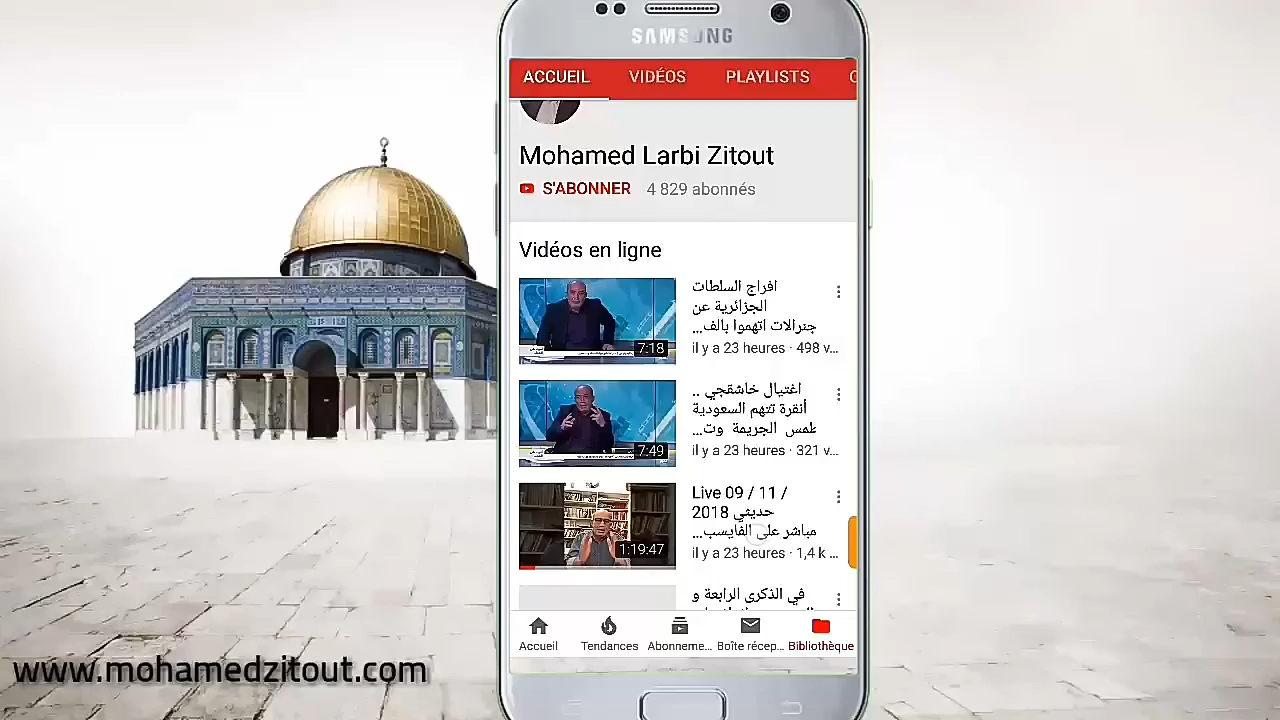 SAMSUNG
ACCUEIL VIDÉOS PLAYLISTS
Mohamed Larbi Zitout
S'ABONNER 4 829 abonnés
Vidéos en ligne
افراج السلطات
الجزائرية عن
جنرالات اتهموا بالف...
il y a 23 heures · 498 v...
7:18
اغتيال خاشقجي ..
أنقرة تتهم السعودية
بطمس الجريمة وت...
il y a 23 heures · 321 v...
7:49
Live 09 / 11 /
2018 حديثي
مباشر على الفايسب...
il y a 23 heures · 1,4 k ...
1:19:47
في الذكرى الرابعة و
Accueil Tendances Abonneme... Boîte récep... Bibliothèque
www.mohamedzitout.com